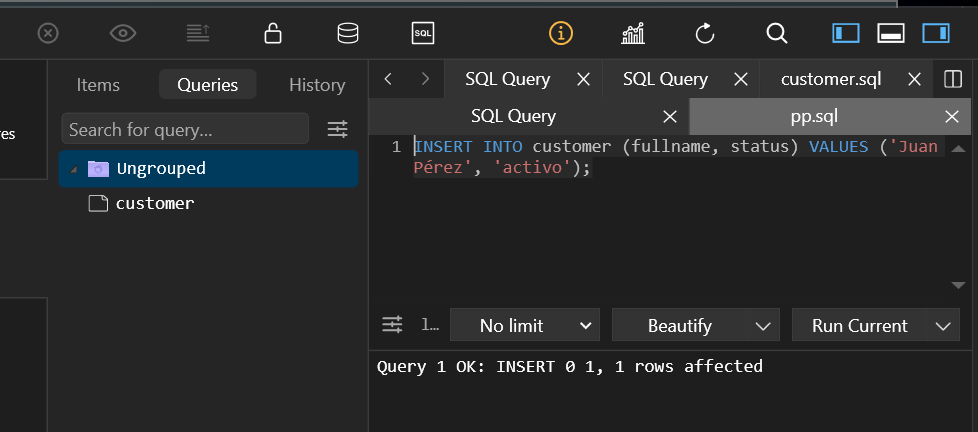 SQL
Items Queries History
SQL Query SQL Query customer.sql
SQL Query pp.sql
es
Search for query...
Ungrouped
customer
1 INSERT INTO customer (fullname, status) VALUES ('Juan
Pérez', 'activo');
1... No limit Beautify Run Current
Query 1 OK: INSERT 0 1, 1 rows affected